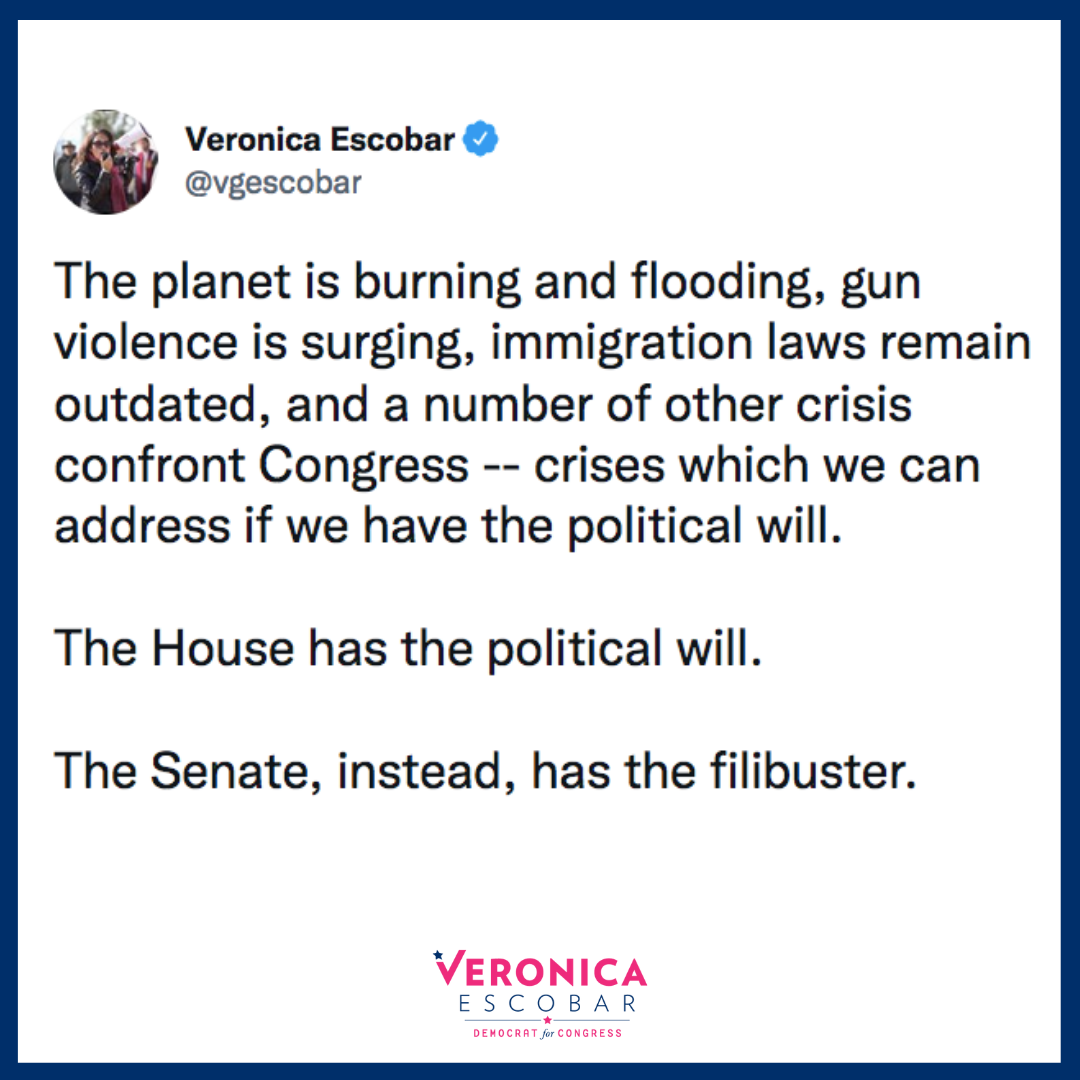 Veronica Escobar
@vgescobar
The planet is burning and flooding, gun
violence is surging, immigration laws remain
outdated, and a number of other crisis
confront Congress -- crises which we can
address if we have the political will.
The House has the political will.
The Senate, instead, has the filibuster.
VERONICA
ESCOBAR
DEMOCRAT for CONGRESS